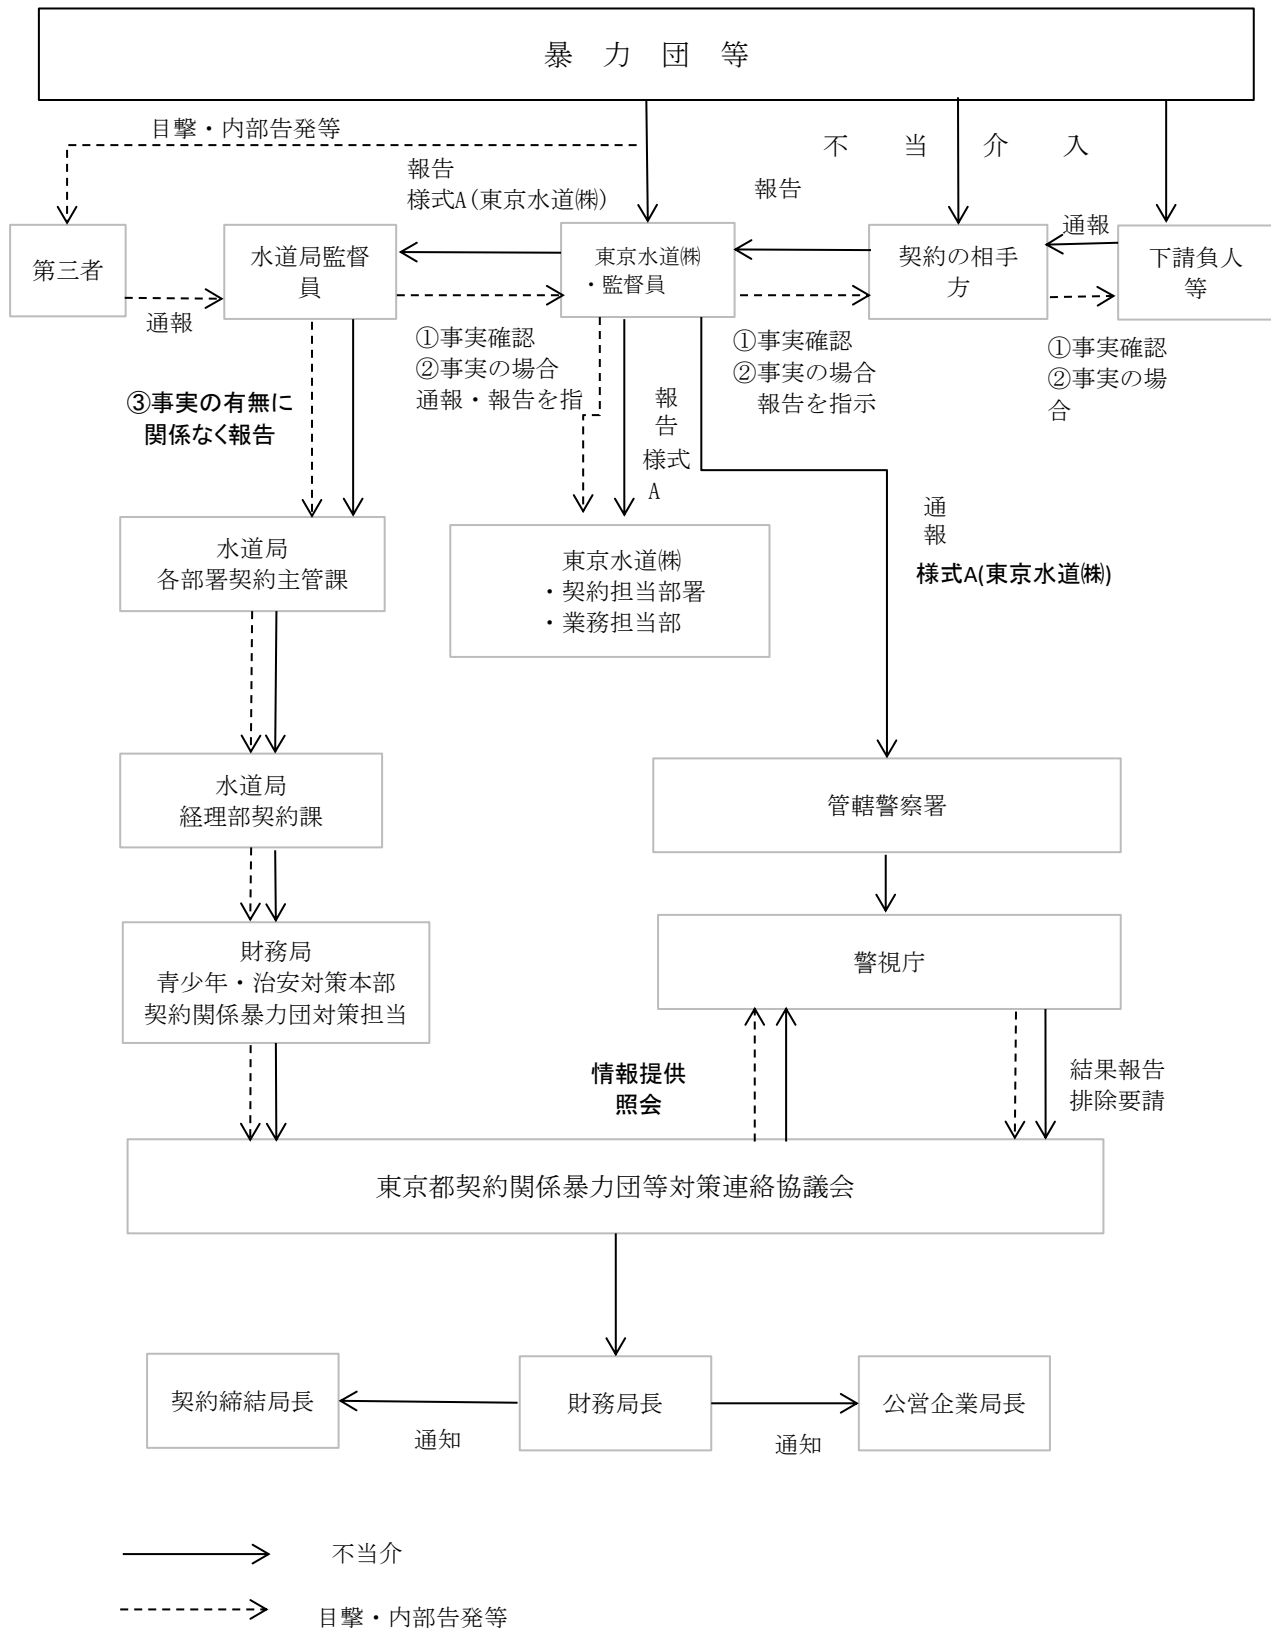 暴　力　団　等
目撃・内部告発等
不　当　介　入
報告
様式A(東京水道㈱)
報告
通報
第三者
水道局監督
員
東京水道㈱
・監督員
契約の相手
方
下請負人
等
通報
①事実確認
②事実の場合
通報・報告を指
①事実確認
②事実の場合
報告を指示
①事実確認
②事実の場
合
③事実の有無に
関係なく報告
報
告
様式
A
通
報
様式A(東京水道㈱)
水道局
各部署契約主管課
東京水道㈱
・契約担当部署
・業務担当部
水道局
経理部契約課
管轄警察署
財務局
青少年・治安対策本部
契約関係暴力団対策担当
警視庁
情報提供
照会
結果報告
排除要請
東京都契約関係暴力団等対策連絡協議会
契約締結局長
財務局長
公営企業局長
通知
通知
不当介
目撃・内部告発等